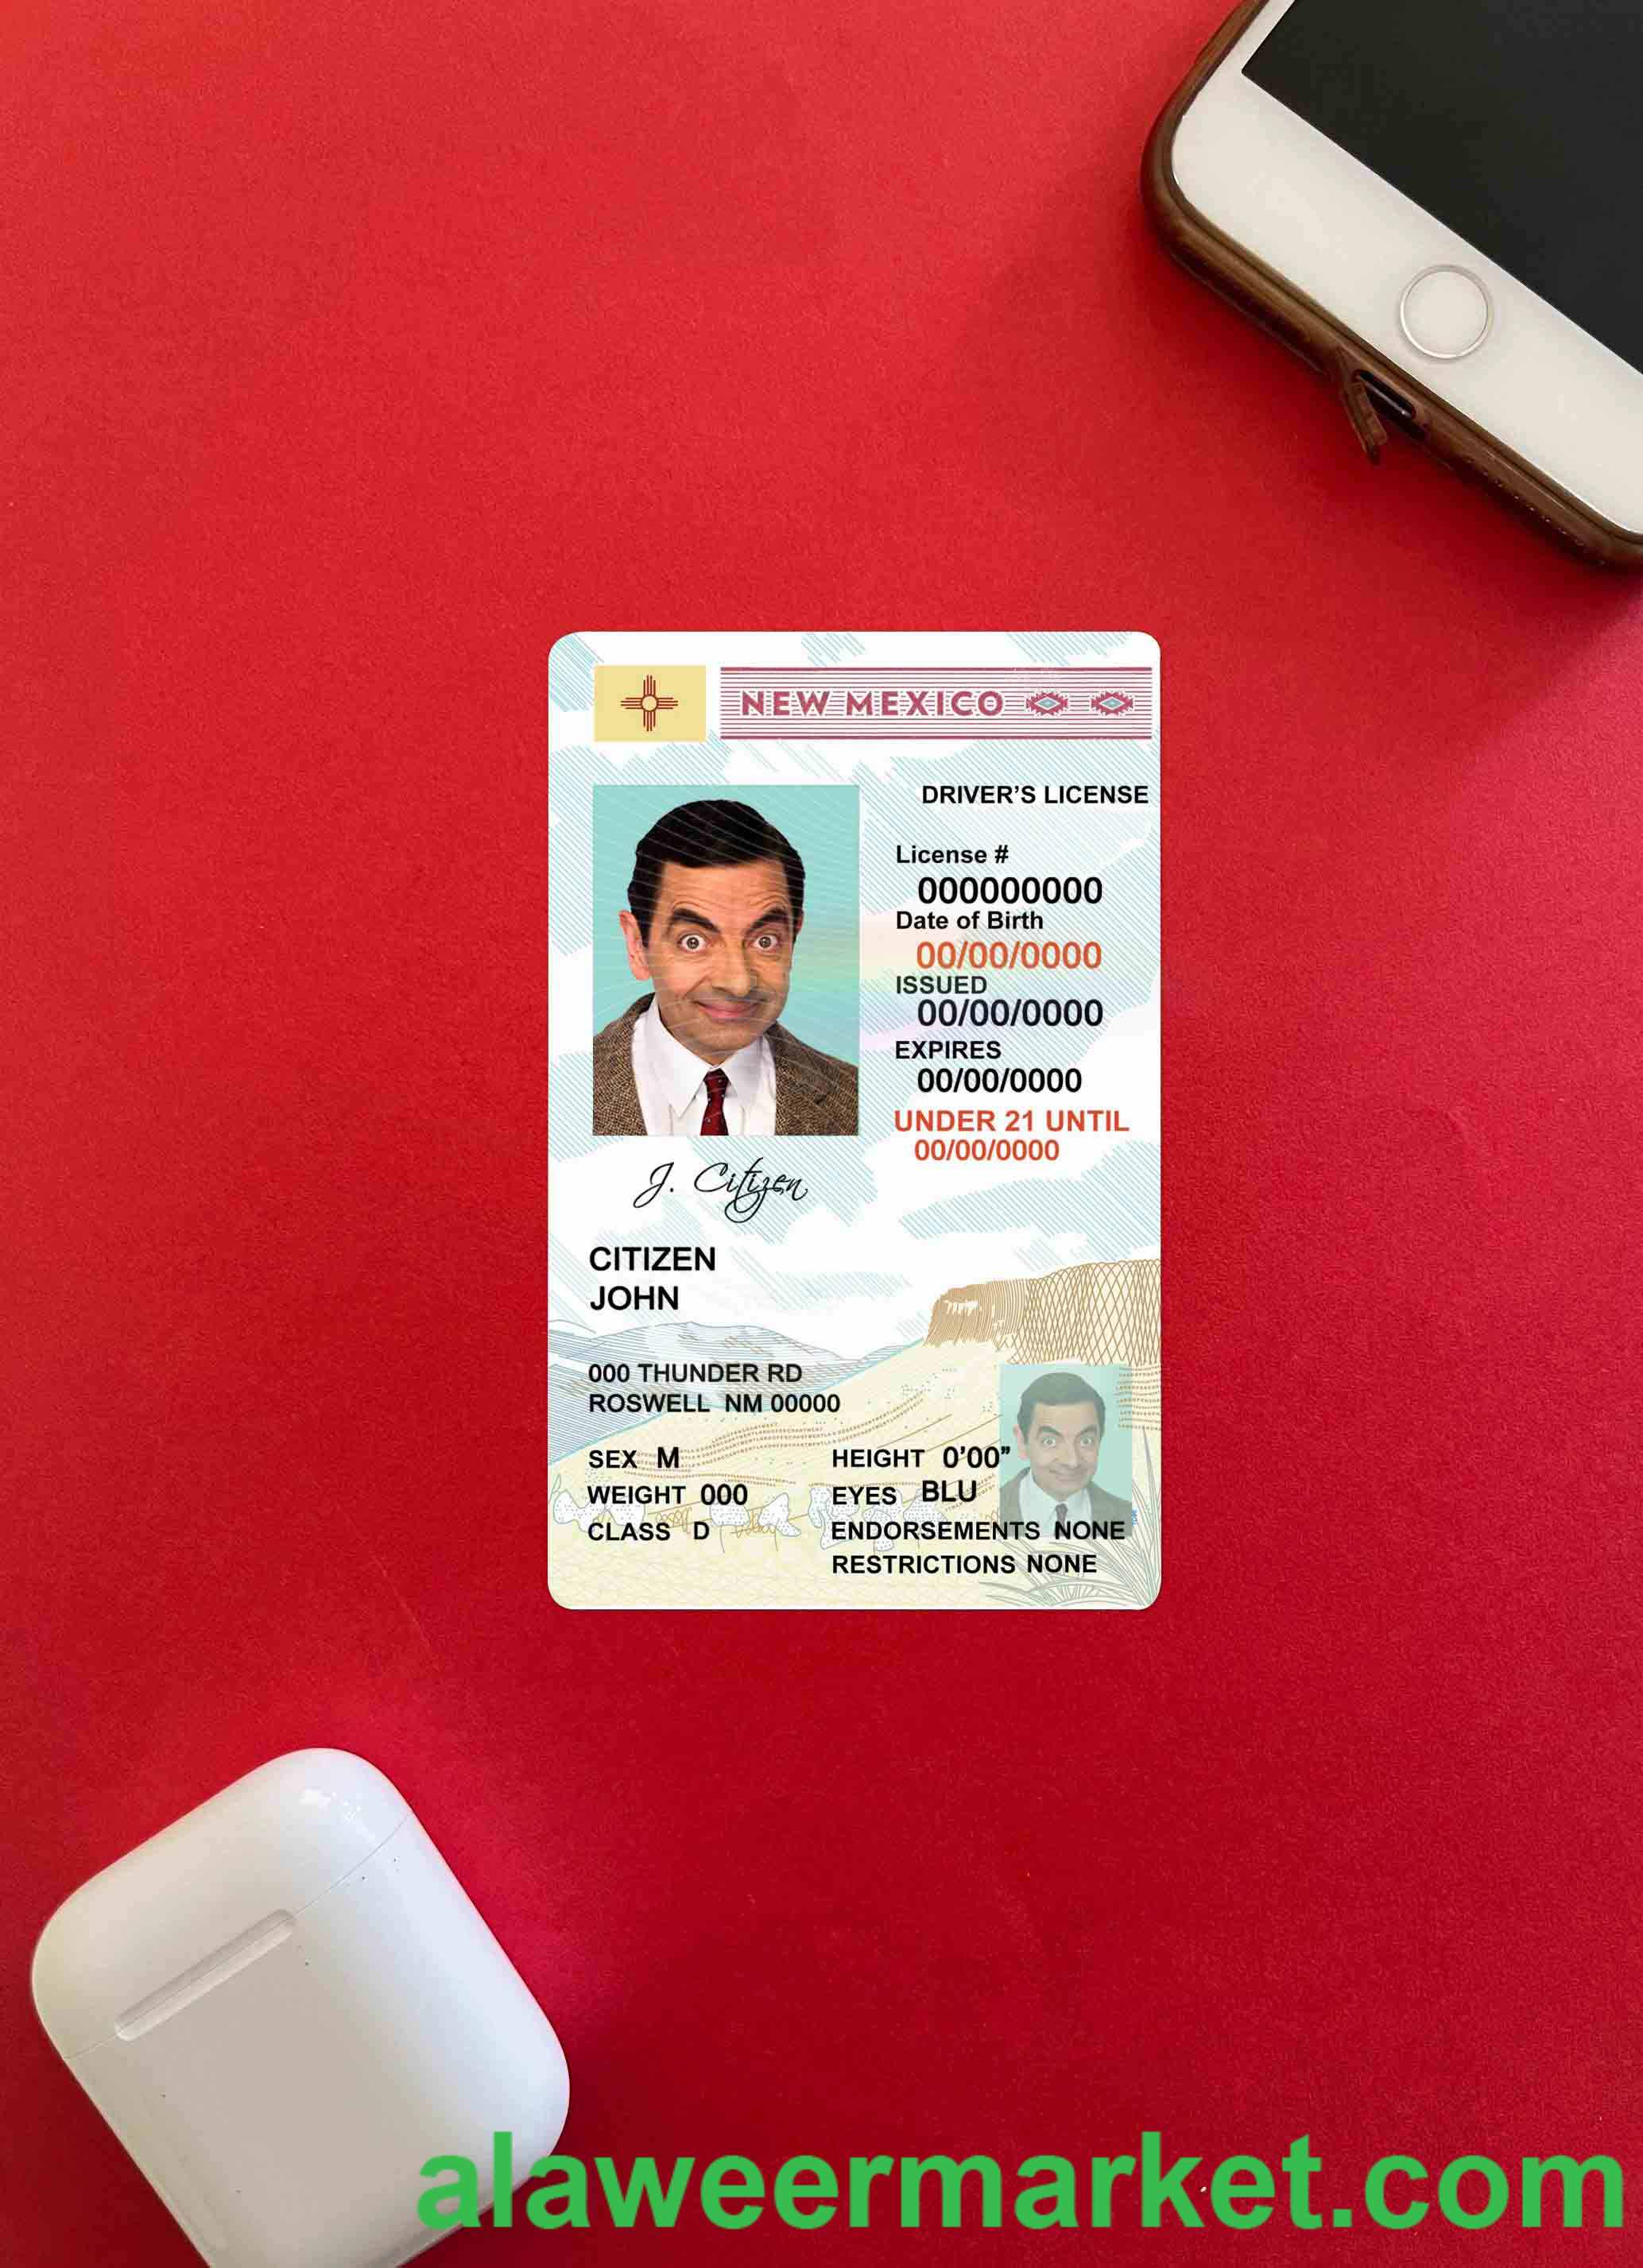 NEW MEXICO
DRIVER'S LICENSE
License #
000000000
Date of Birth
00/00/0000
ISSUED
00/00/0000
EXPIRES
00/00/0000
UNDER 21 UNTIL
00/00/0000
J. Citizen
CITIZEN
JOHN
000 THUNDER RD
ROSWELL NM 00000
SEX M
HEIGHT 0'00"
WEIGHT 000
EYES BLU
CLASS D
ENDORSEMENTS NONE
RESTRICTIONS NONE
alaweermarket.com